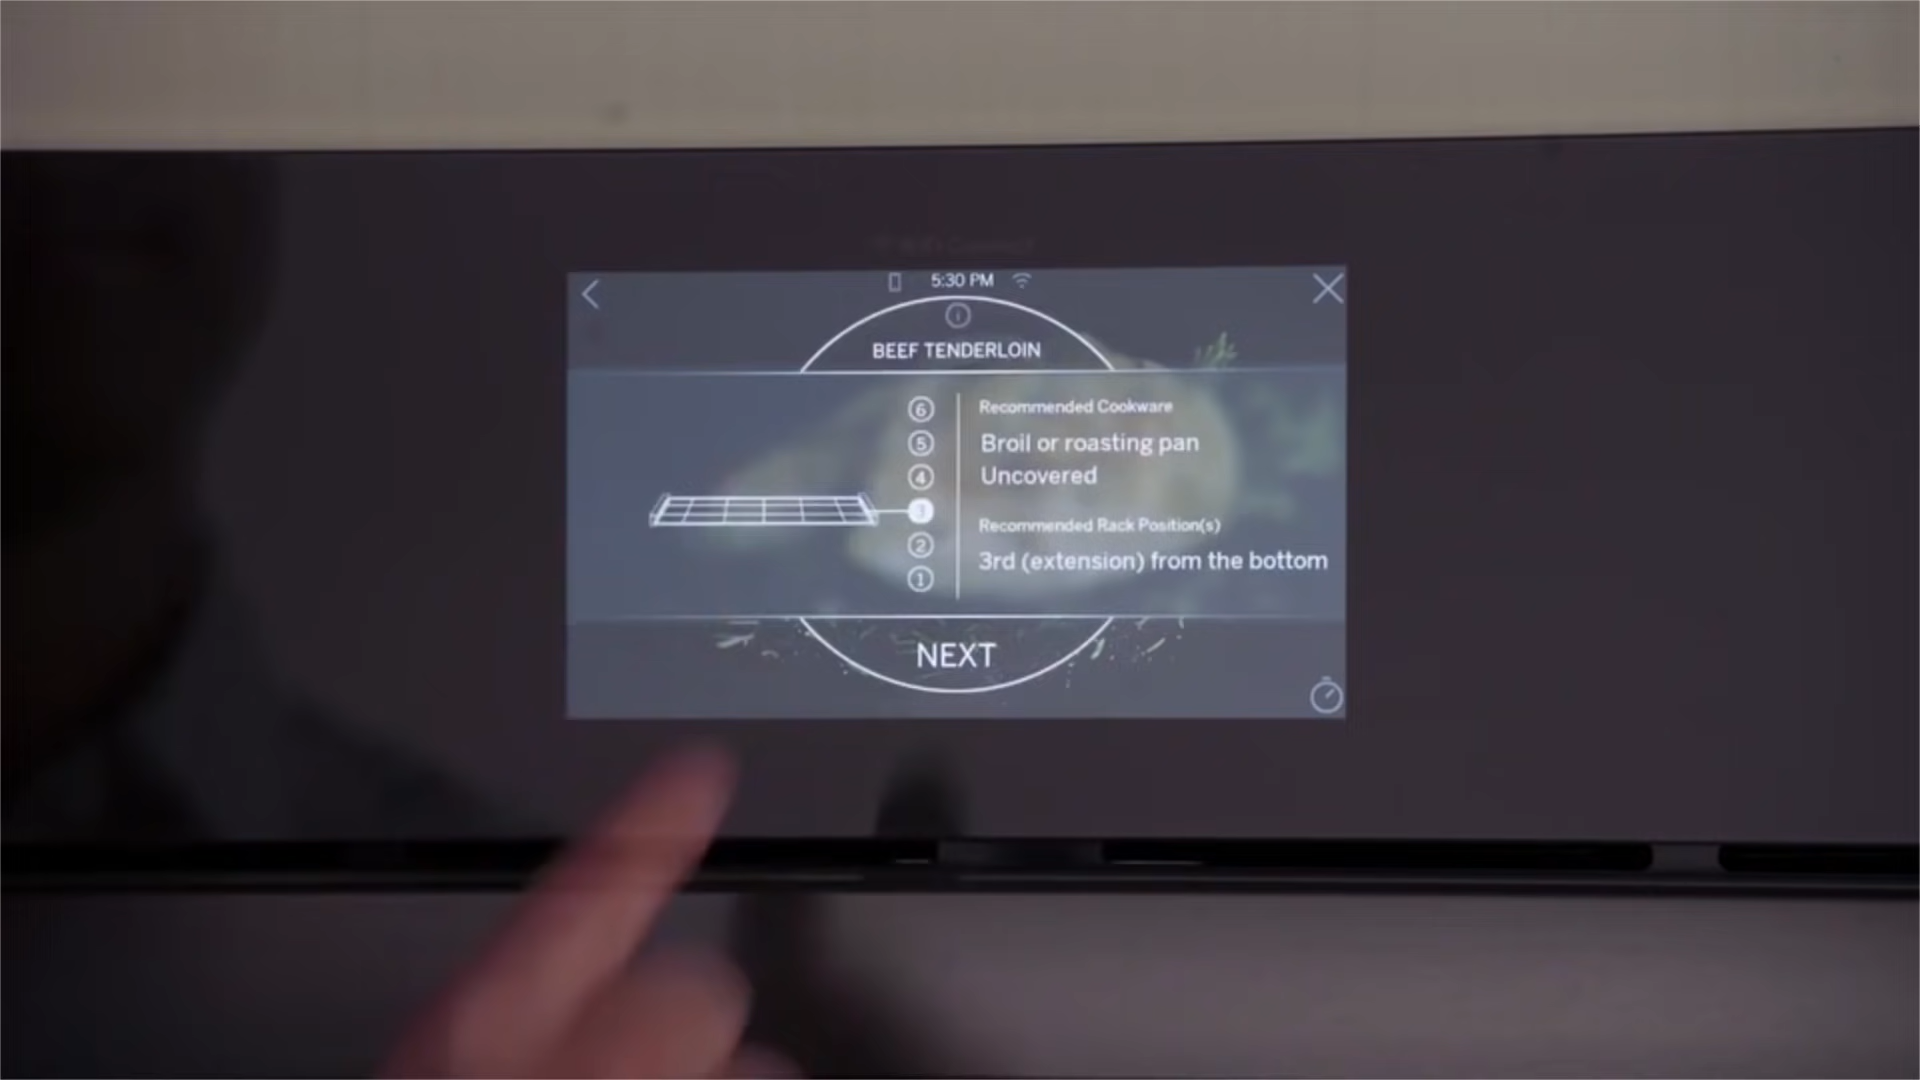 5:30 PM
i
BEEF TENDERLOIN
6
5
4
3
2
1
Recommended Cookware
Broil or roasting pan
Uncovered
Recommended Rack Position(s)
3rd (extension) from the bottom
NEXT